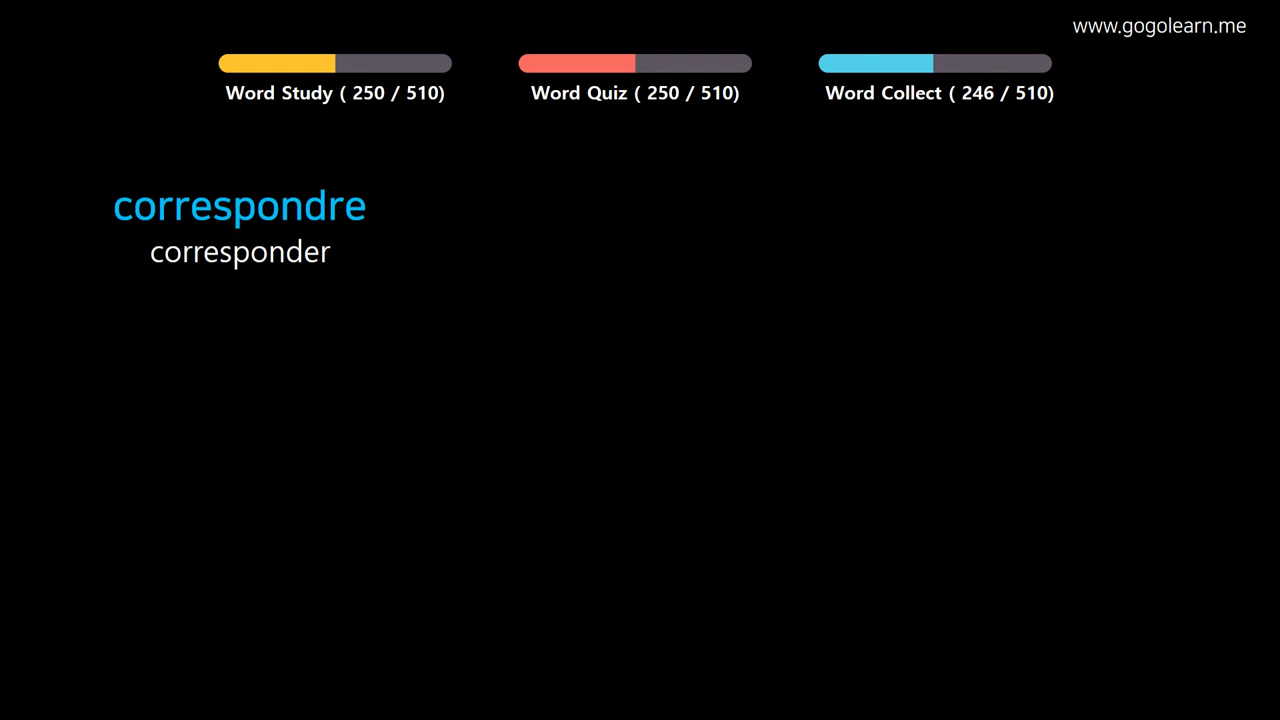 www.gogolearn.me
Word Study ( 250 / 510)
Word Quiz ( 250 / 510)
Word Collect ( 246 / 510)
correspondre
corresponder